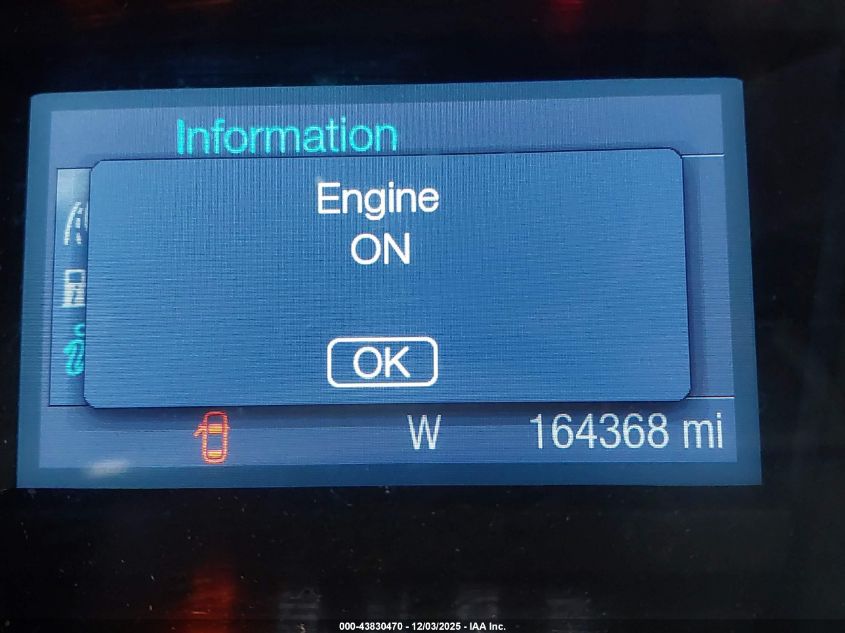 Information
Engine
ON
OK
W 164368 mi
000-43830470 - 12/03/2025 - IAA Inc.